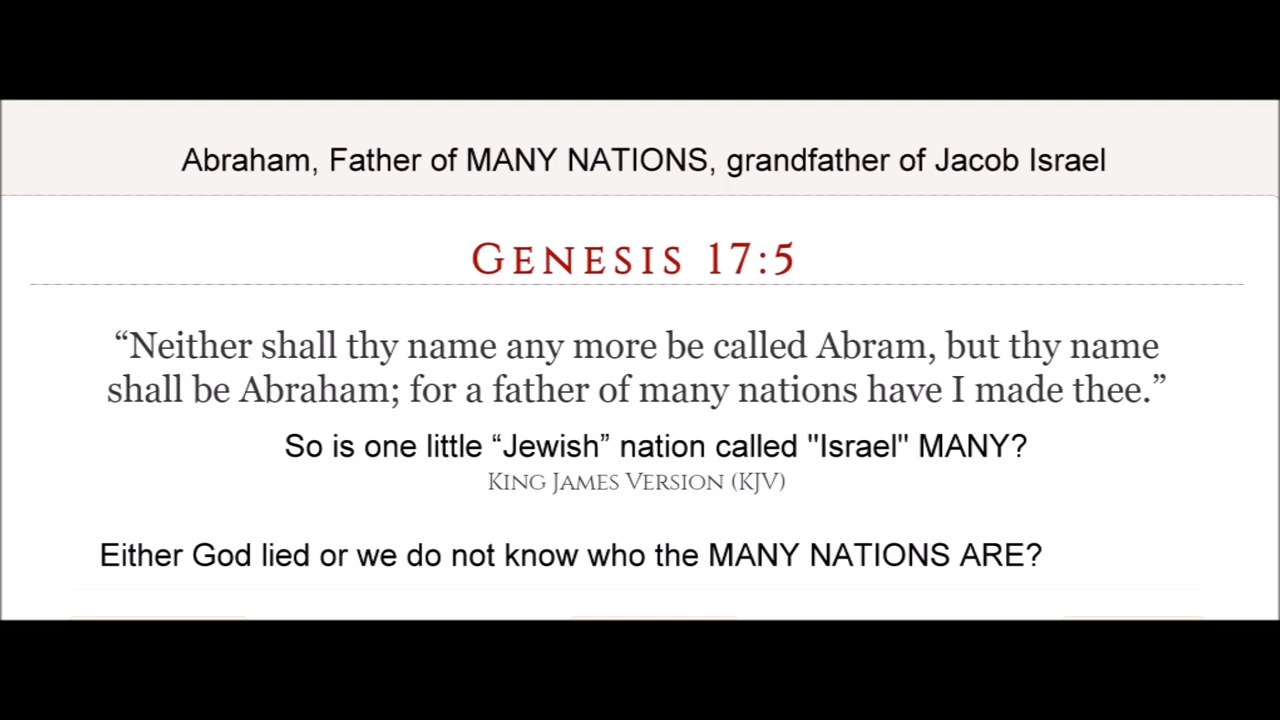 Abraham, Father of MANY NATIONS, grandfather of Jacob Israel
GENESIS 17:5
“Neither shall thy name any more be called Abram, but thy name
shall be Abraham; for a father of many nations have I made thee.”
So is one little “Jewish” nation called "Israel" MANY?
KING JAMES VERSION (KJV)
Either God lied or we do not know who the MANY NATIONS ARE?